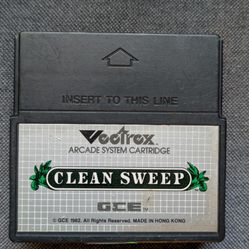 INSERT TO THIS LINE
Vectrex
ARCADE SYSTEM CARTRIDGE
CLEAN SWEEP
GCE
© GCE 1982. All Rights Reserved. MADE IN HONG KONG